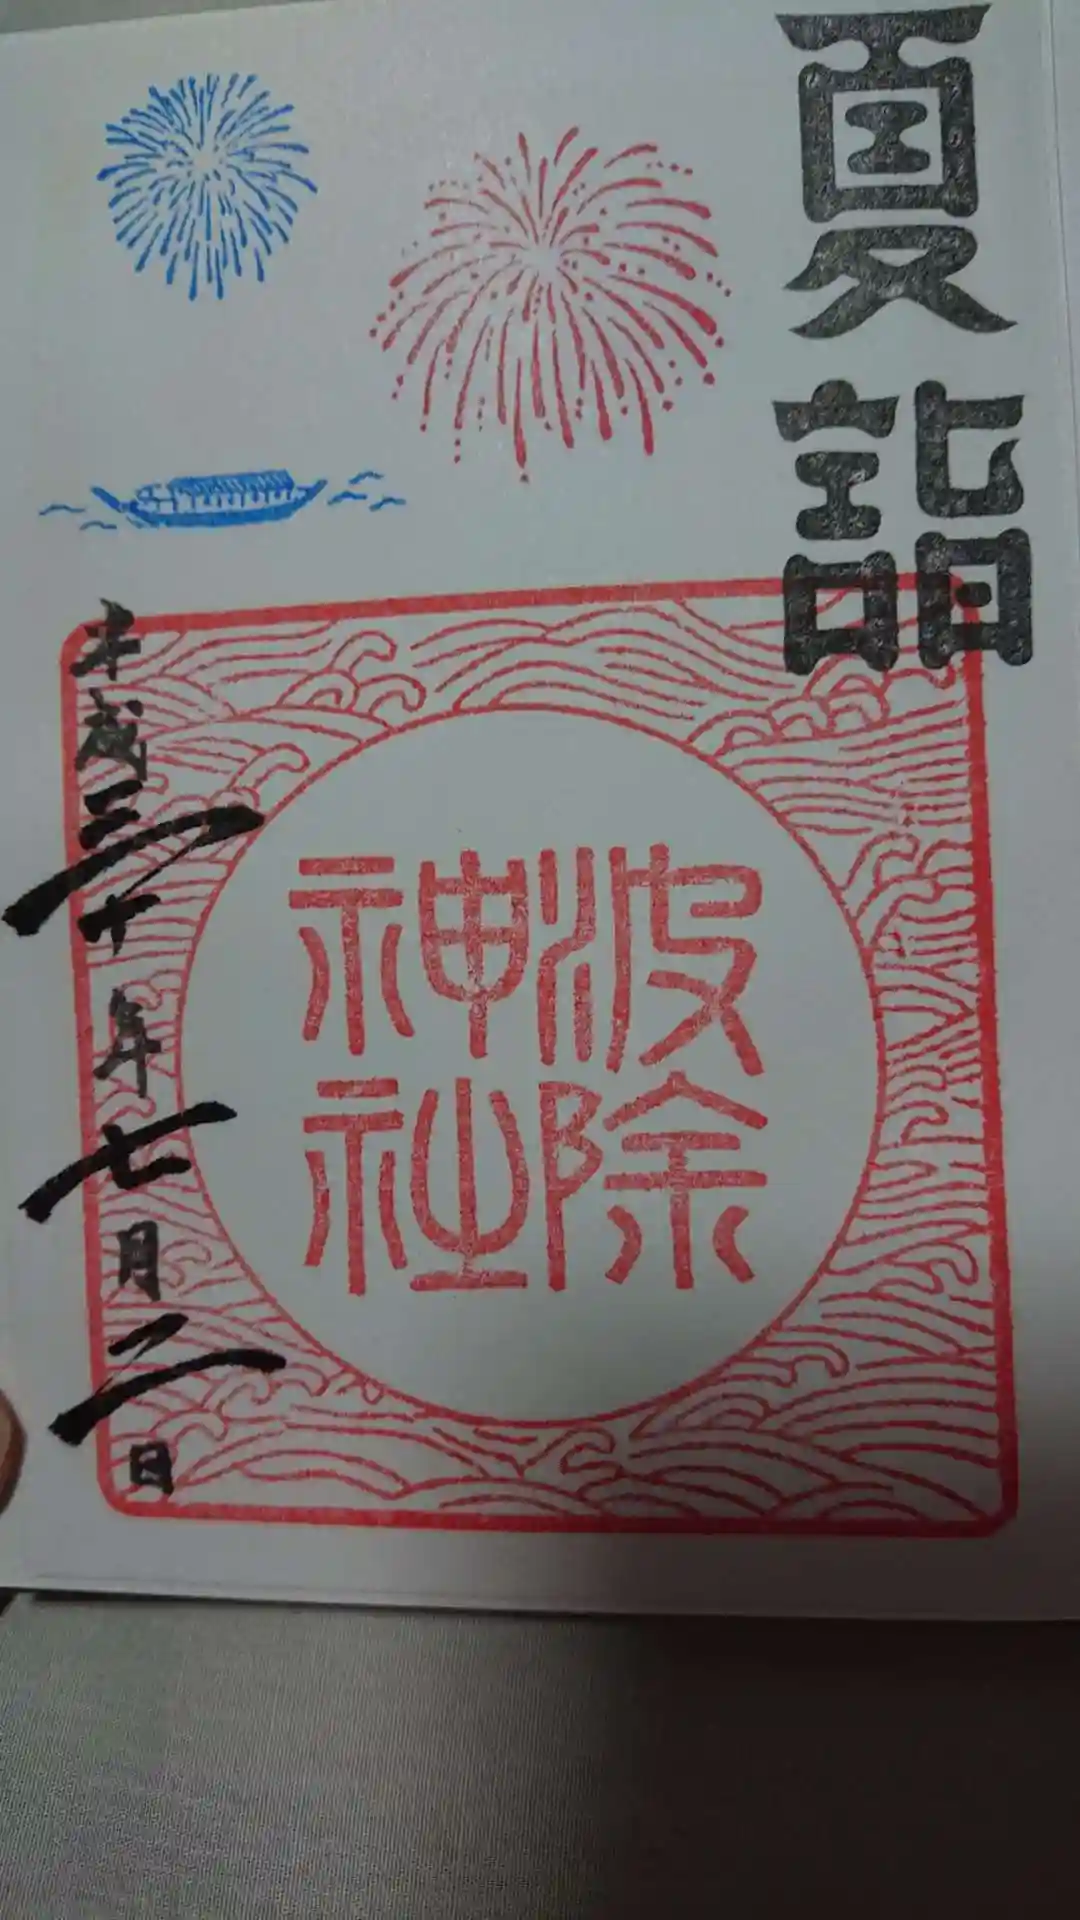 夏詣
波除
神社
平成三十年七月二日